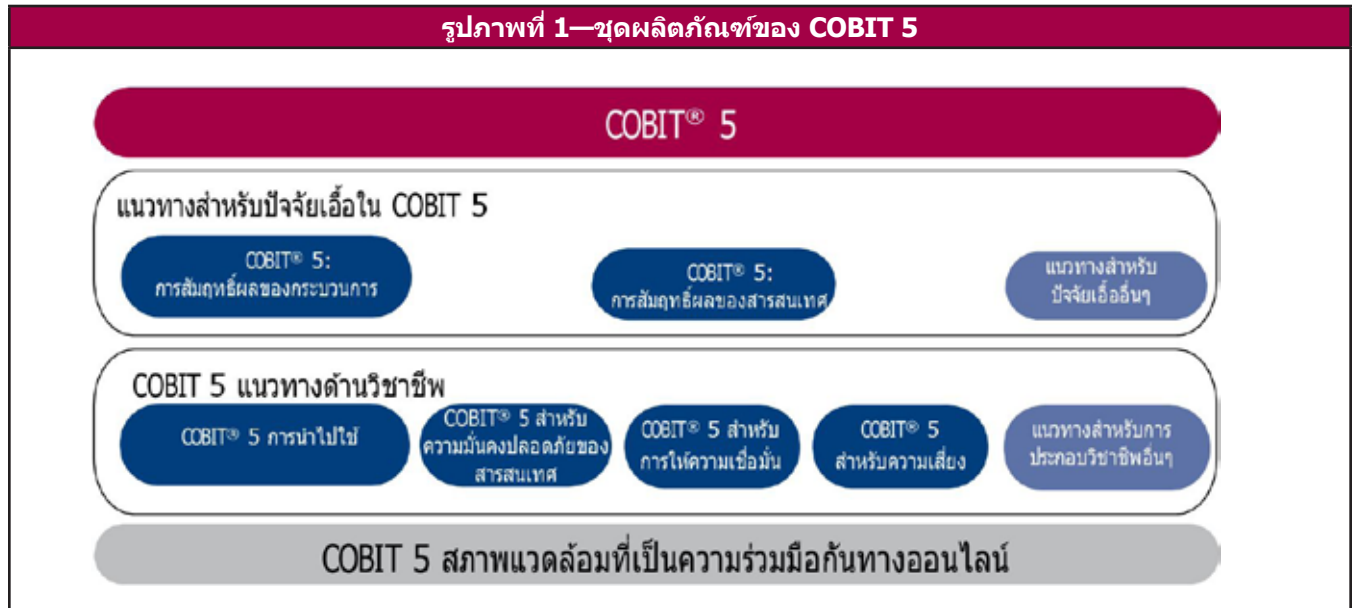 รูปภาพที่ 1—ชุดผลิตภัณฑ์ของ COBIT 5
COBIT® 5
แนวทางสำหรับปัจจัยเอื้อใน COBIT 5
COBIT® 5:
การสัมฤทธิ์ผลของกระบวนการ
COBIT® 5:
การสัมฤทธิ์ผลของสารสนเทศ
แนวทางสำหรับ
ปัจจัยเอื้ออื่นๆ
COBIT 5 แนวทางด้านวิชาชีพ
COBIT® 5 การนำไปใช้
COBIT® 5 สำหรับ
ความมั่นคงปลอดภัยของ
สารสนเทศ
COBIT® 5 สำหรับ
การให้ความเชื่อมั่น
COBIT® 5
สำหรับความเสี่ยง
แนวทางสำหรับการ
ประกอบวิชาชีพอื่นๆ
COBIT 5 สภาพแวดล้อมที่เป็นความร่วมมือกันทางออนไลน์